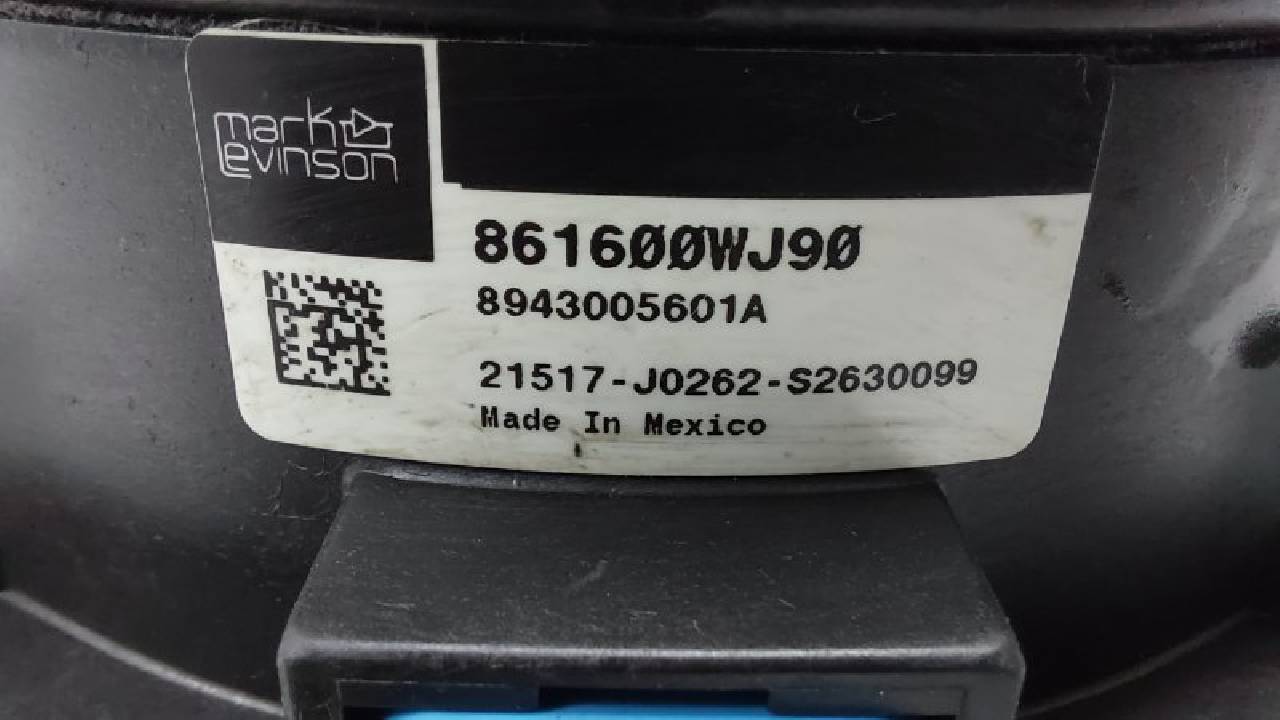 mark
Levinson
861600WJ90
8943005601A
21517-J0262-S2630099
Made In Mexico